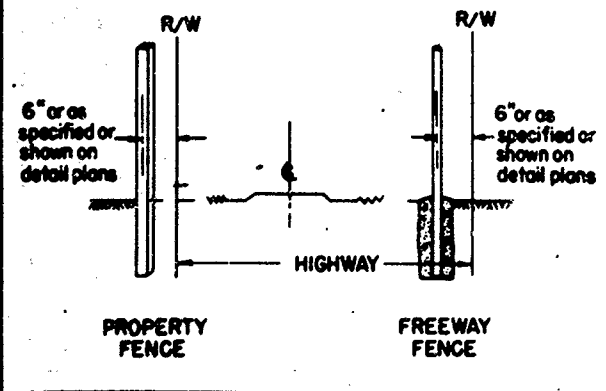 R/W
R/W
6" or as
specified or
shown on
detail plans
6" or as
specified or
shown on
detail plans
℄
HIGHWAY
PROPERTY
FENCE
FREEWAY
FENCE